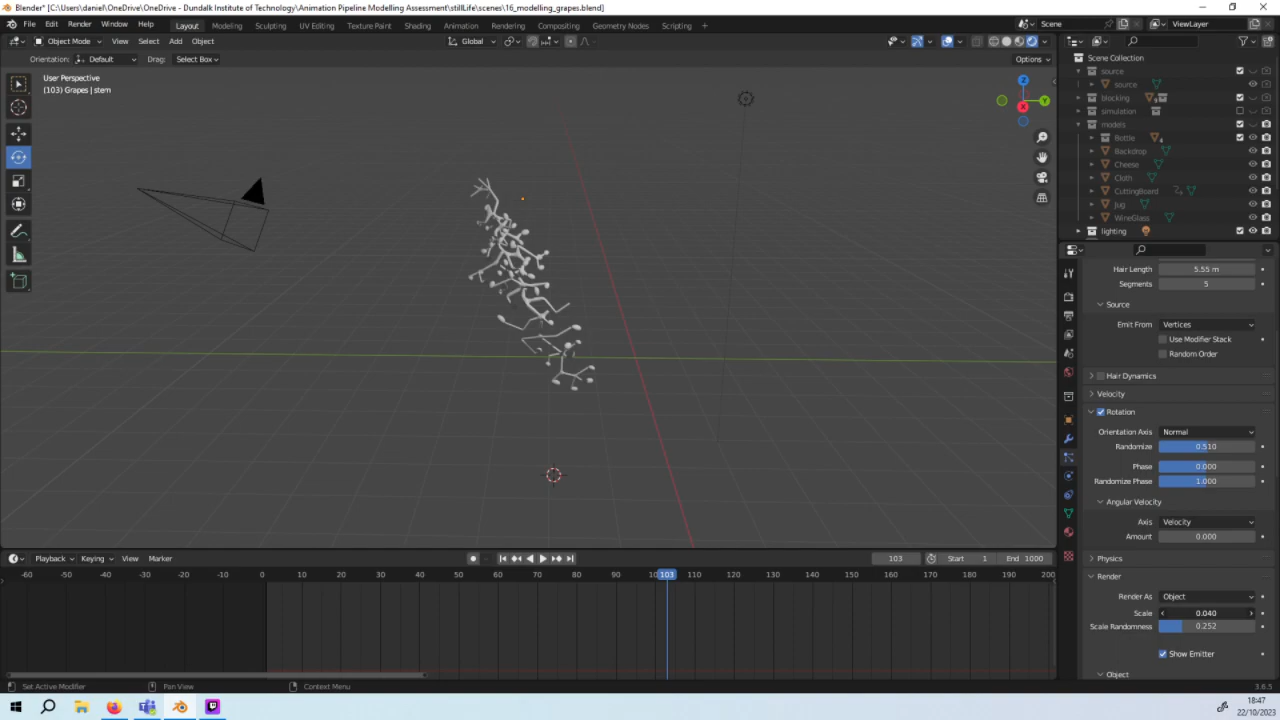 Blender* [C:\Users\daniel\OneDrive\OneDrive - Dundalk Institute of Technology\Animation Pipeline Modelling Assessment\stillLife\scenes\16_modelling_grapes.blend]
File Edit Render Window Help Layout Modeling Sculpting UV Editing Texture Paint Shading Animation Rendering Compositing Geometry Nodes Scripting + Scene ViewLayer
Object Mode View Select Add Object Global
Orientation: Default Drag: Select Box Options
User Perspective
(103) Grapes | stem
Z
Y
X
Scene Collection
source
source
blocking
simulation
models
Bottle
Backdrop
Cheese
Cloth
CuttingBoard
Jug
WineGlass
lighting
Hair Length 5.55 m
Segments 5
Source
Emit From Vertices
Use Modifier Stack
Random Order
Hair Dynamics
Velocity
Rotation
Orientation Axis Normal
Randomize 0.510
Phase 0.000
Randomize Phase 1.000
Angular Velocity
Axis Velocity
Amount 0.000
Physics
Render
Render As Object
Scale 0.040
Scale Randomness 0.252
Show Emitter
Object
Playback Keying View Marker 103 Start 1 End 1000
-60 -50 -40 -30 -20 -10 0 10 20 30 40 50 60 70 80 90 103 110 120 130 140 150 160 170 180 190 200
Set Active Modifier Pan View Context Menu 3.6.5
18:47
22/10/2023